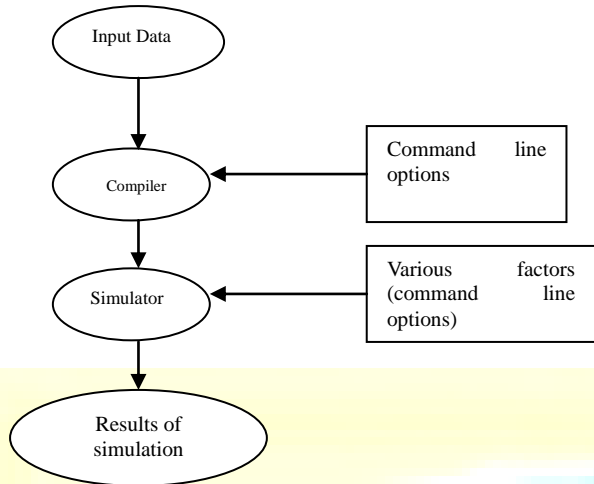 Input Data
Command line
options
Compiler
Various factors
(command line
options)
Simulator
Results of
simulation